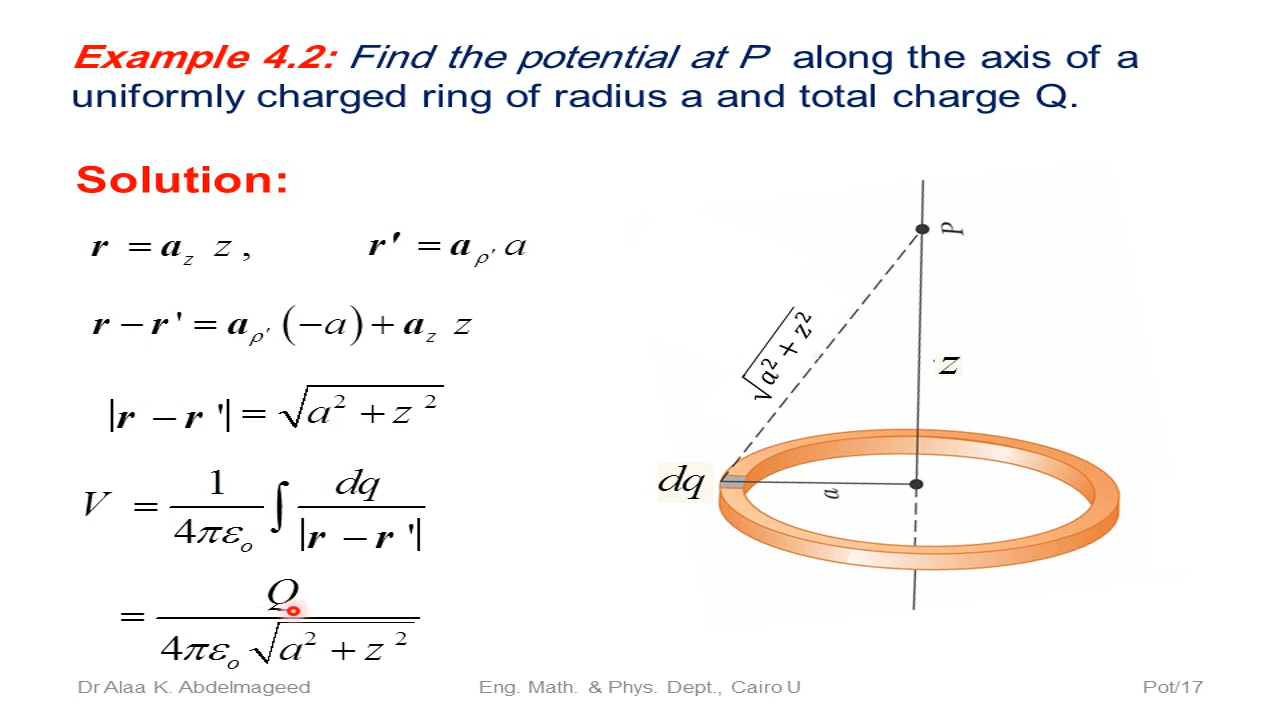 Example 4.2: Find the potential at P along the axis of a
uniformly charged ring of radius a and total charge Q.
Solution:
r = a_z z ,   r' = a_ρ' a
r − r ' = a_ρ' (−a) + a_z z
|r − r '| = √(a² + z ²)
V = 1/(4πε_o) ∫ dq/|r − r '|
= Q/(4πε_o √(a² + z ²))
P
√(a² + z²)
z
dq
a
Dr Alaa K. Abdelmageed   Eng. Math. & Phys. Dept., Cairo U   Pot/17